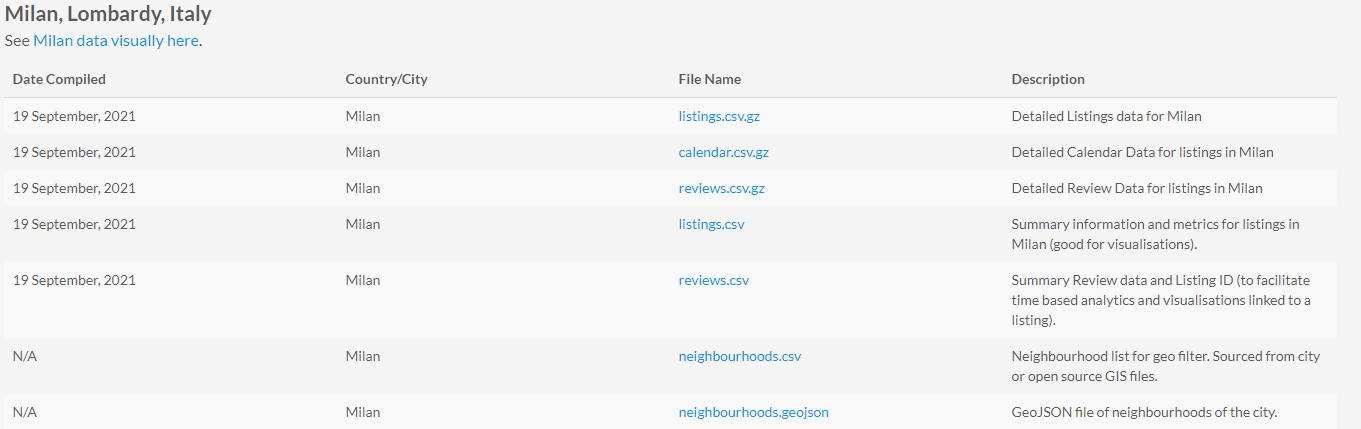 Milan, Lombardy, Italy
See Milan data visually here.
Date Compiled Country/City File Name Description
19 September, 2021 Milan listings.csv.gz Detailed Listings data for Milan
19 September, 2021 Milan calendar.csv.gz Detailed Calendar Data for listings in Milan
19 September, 2021 Milan reviews.csv.gz Detailed Review Data for listings in Milan
19 September, 2021 Milan listings.csv Summary information and metrics for listings in
Milan (good for visualisations).
19 September, 2021 Milan reviews.csv Summary Review data and Listing ID (to facilitate
time based analytics and visualisations linked to a
listing).
N/A Milan neighbourhoods.csv Neighbourhood list for geo filter. Sourced from city
or open source GIS files.
N/A Milan neighbourhoods.geojson GeoJSON file of neighbourhoods of the city.